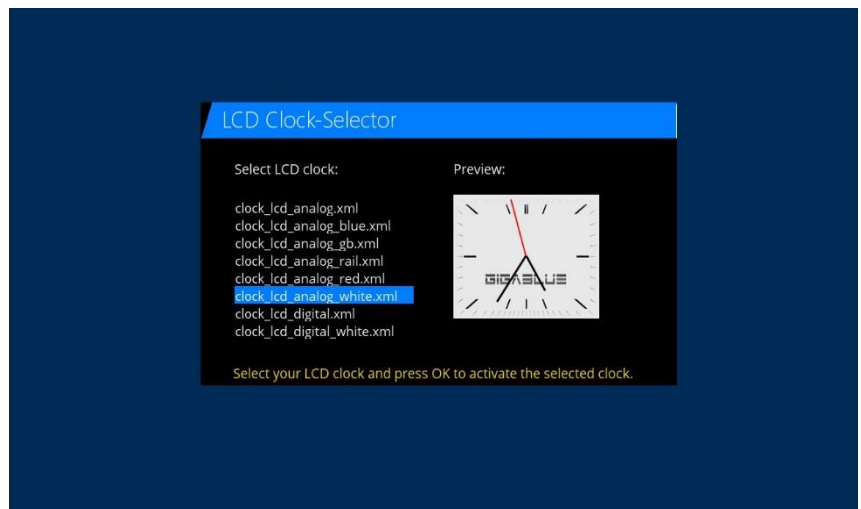 LCD Clock-Selector
Select LCD clock:
Preview:
clock_lcd_analog.xml
clock_lcd_analog_blue.xml
clock_lcd_analog_gb.xml
clock_lcd_analog_rail.xml
clock_lcd_analog_red.xml
clock_lcd_analog_white.xml
clock_lcd_digital.xml
clock_lcd_digital_white.xml
GIGABLUE
Select your LCD clock and press OK to activate the selected clock.